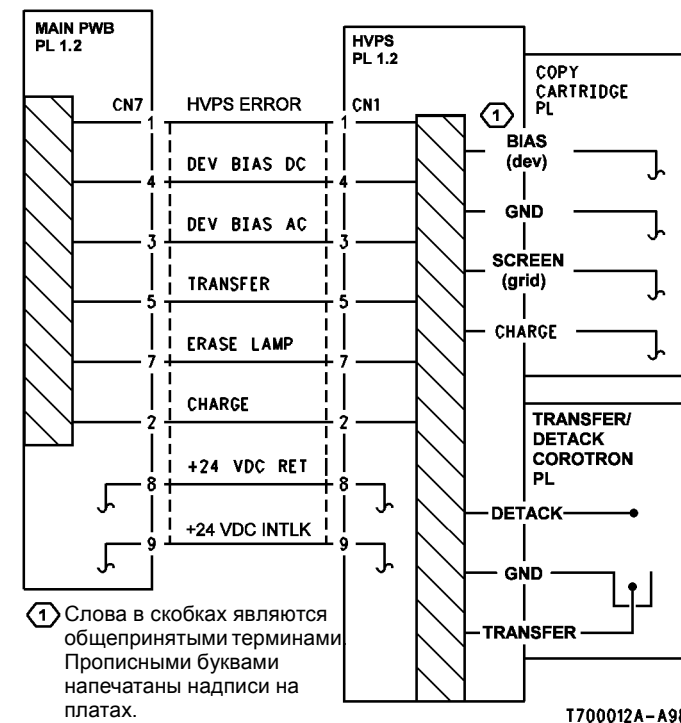 MAIN PWB
PL 1.2
HVPS
PL 1.2
COPY
CARTRIDGE
PL
CN7
HVPS ERROR
CN1
1
1
1
BIAS
(dev)
DEV BIAS DC
4
4
GND
DEV BIAS AC
3
3
SCREEN
(grid)
TRANSFER
5
5
CHARGE
ERASE LAMP
7
7
CHARGE
2
2
TRANSFER/
DETACK
COROTRON
PL
+24 VDC RET
8
8
DETACK
+24 VDC INTLK
9
9
GND
TRANSFER
1 Слова в скобках являются
общепринятыми терминами.
Прописными буквами
напечатаны надписи на
платах.
T700012A-A98